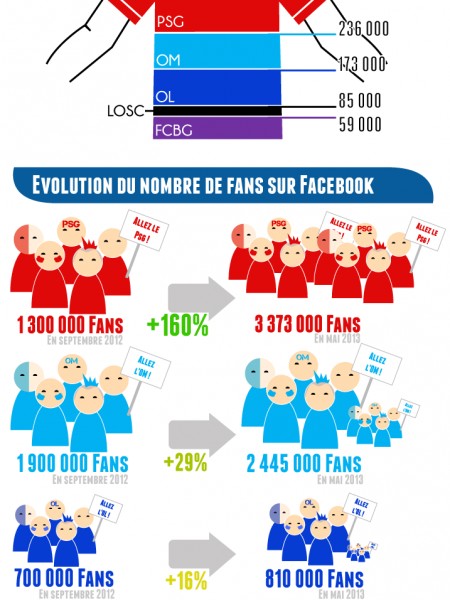 PSG
236 000
OM
173 000
OL
85 000
LOSC
59 000
FCBG
Evolution du nombre de fans sur Facebook
PSG
Allez le PSG !
PSG
Allez le
PSG
Allez le PSG !
1 300 000 Fans
En septembre 2012
+160%
3 373 000 Fans
En mai 2013
OM
Allez l'OM !
OM
Allez l'OM !
Allez l'OM !
1 900 000 Fans
En septembre 2012
+29%
2 445 000 Fans
En mai 2013
OL
Allez l'OL !
OL
Allez l'OL !
700 000 Fans
En septembre 2012
+16%
810 000 Fans
En mai 2013